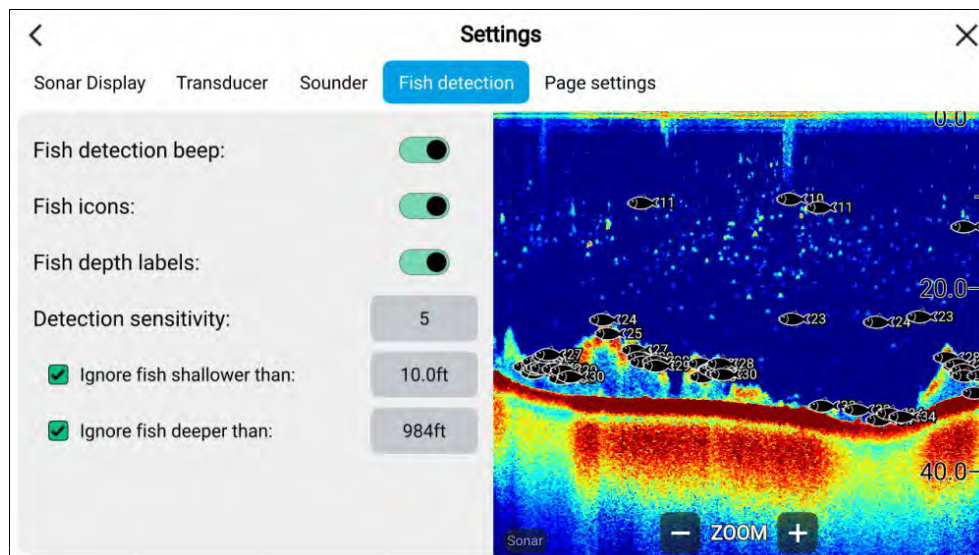 Settings
Sonar Display Transducer Sounder Fish detection Page settings
Fish detection beep:
Fish icons:
Fish depth labels:
Detection sensitivity: 5
Ignore fish shallower than: 10.0ft
Ignore fish deeper than: 984ft
0.0
11
10
11
20.0
24
23
24
23
25
27
27
28
30
30
34
40.0
Sonar
ZOOM